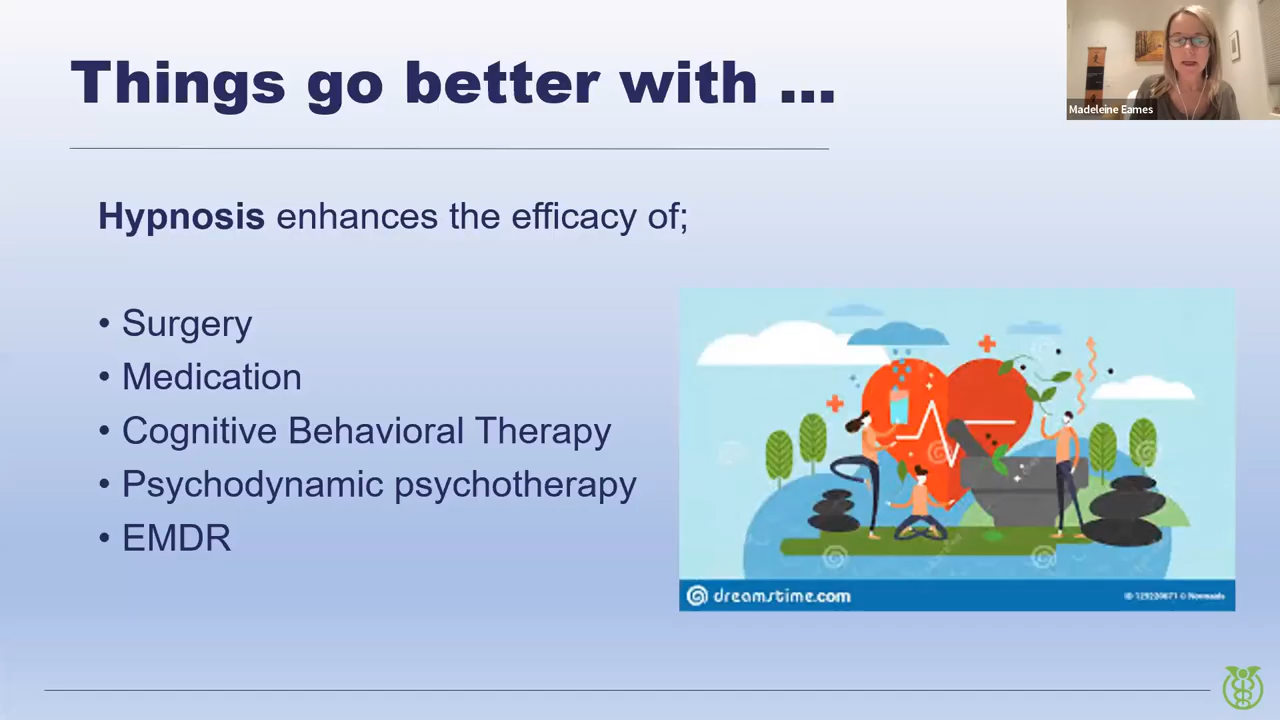 Things go better with ...
Madeleine Eames
Hypnosis enhances the efficacy of;
• Surgery
• Medication
• Cognitive Behavioral Therapy
• Psychodynamic psychotherapy
• EMDR
dreamstime.com